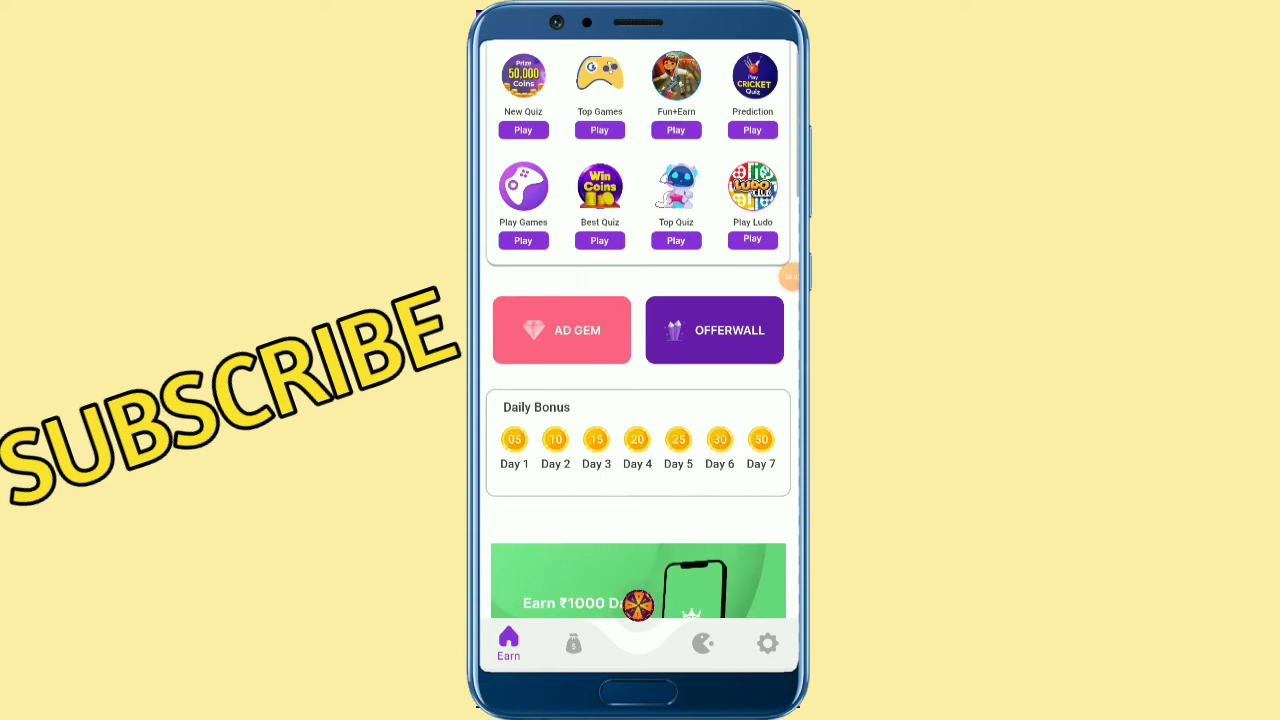 Prize
50,000
Coins
Play
CRICKET
Quiz
New Quiz
Top Games
Fun+Earn
Prediction
Play
Play
Play
Play
Win
Coins
LUDO
CLUB
Play Games
Best Quiz
Top Quiz
Play Ludo
Play
Play
Play
Play
AD GEM
OFFERWALL
SUBSCRIBE
Daily Bonus
05
10
15
20
25
30
50
Day 1
Day 2
Day 3
Day 4
Day 5
Day 6
Day 7
Earn ₹1000 Da
Earn